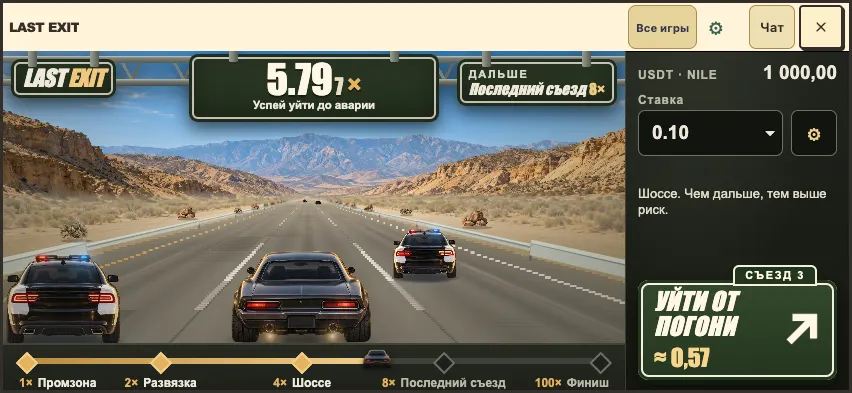 LAST EXIT
Все игры
Чат
×
LAST EXIT
5.797×
Успей уйти до аварии
ДАЛЬШЕ
Последний съезд 8×
USDT · NILE
1 000,00
Ставка
0.10
Шоссе. Чем дальше, тем выше
риск.
СЪЕЗД 3
УЙТИ ОТ
ПОГОНИ
≈ 0,57
1× Промзона
2× Развязка
4× Шоссе
8× Последний съезд
100× Финиш